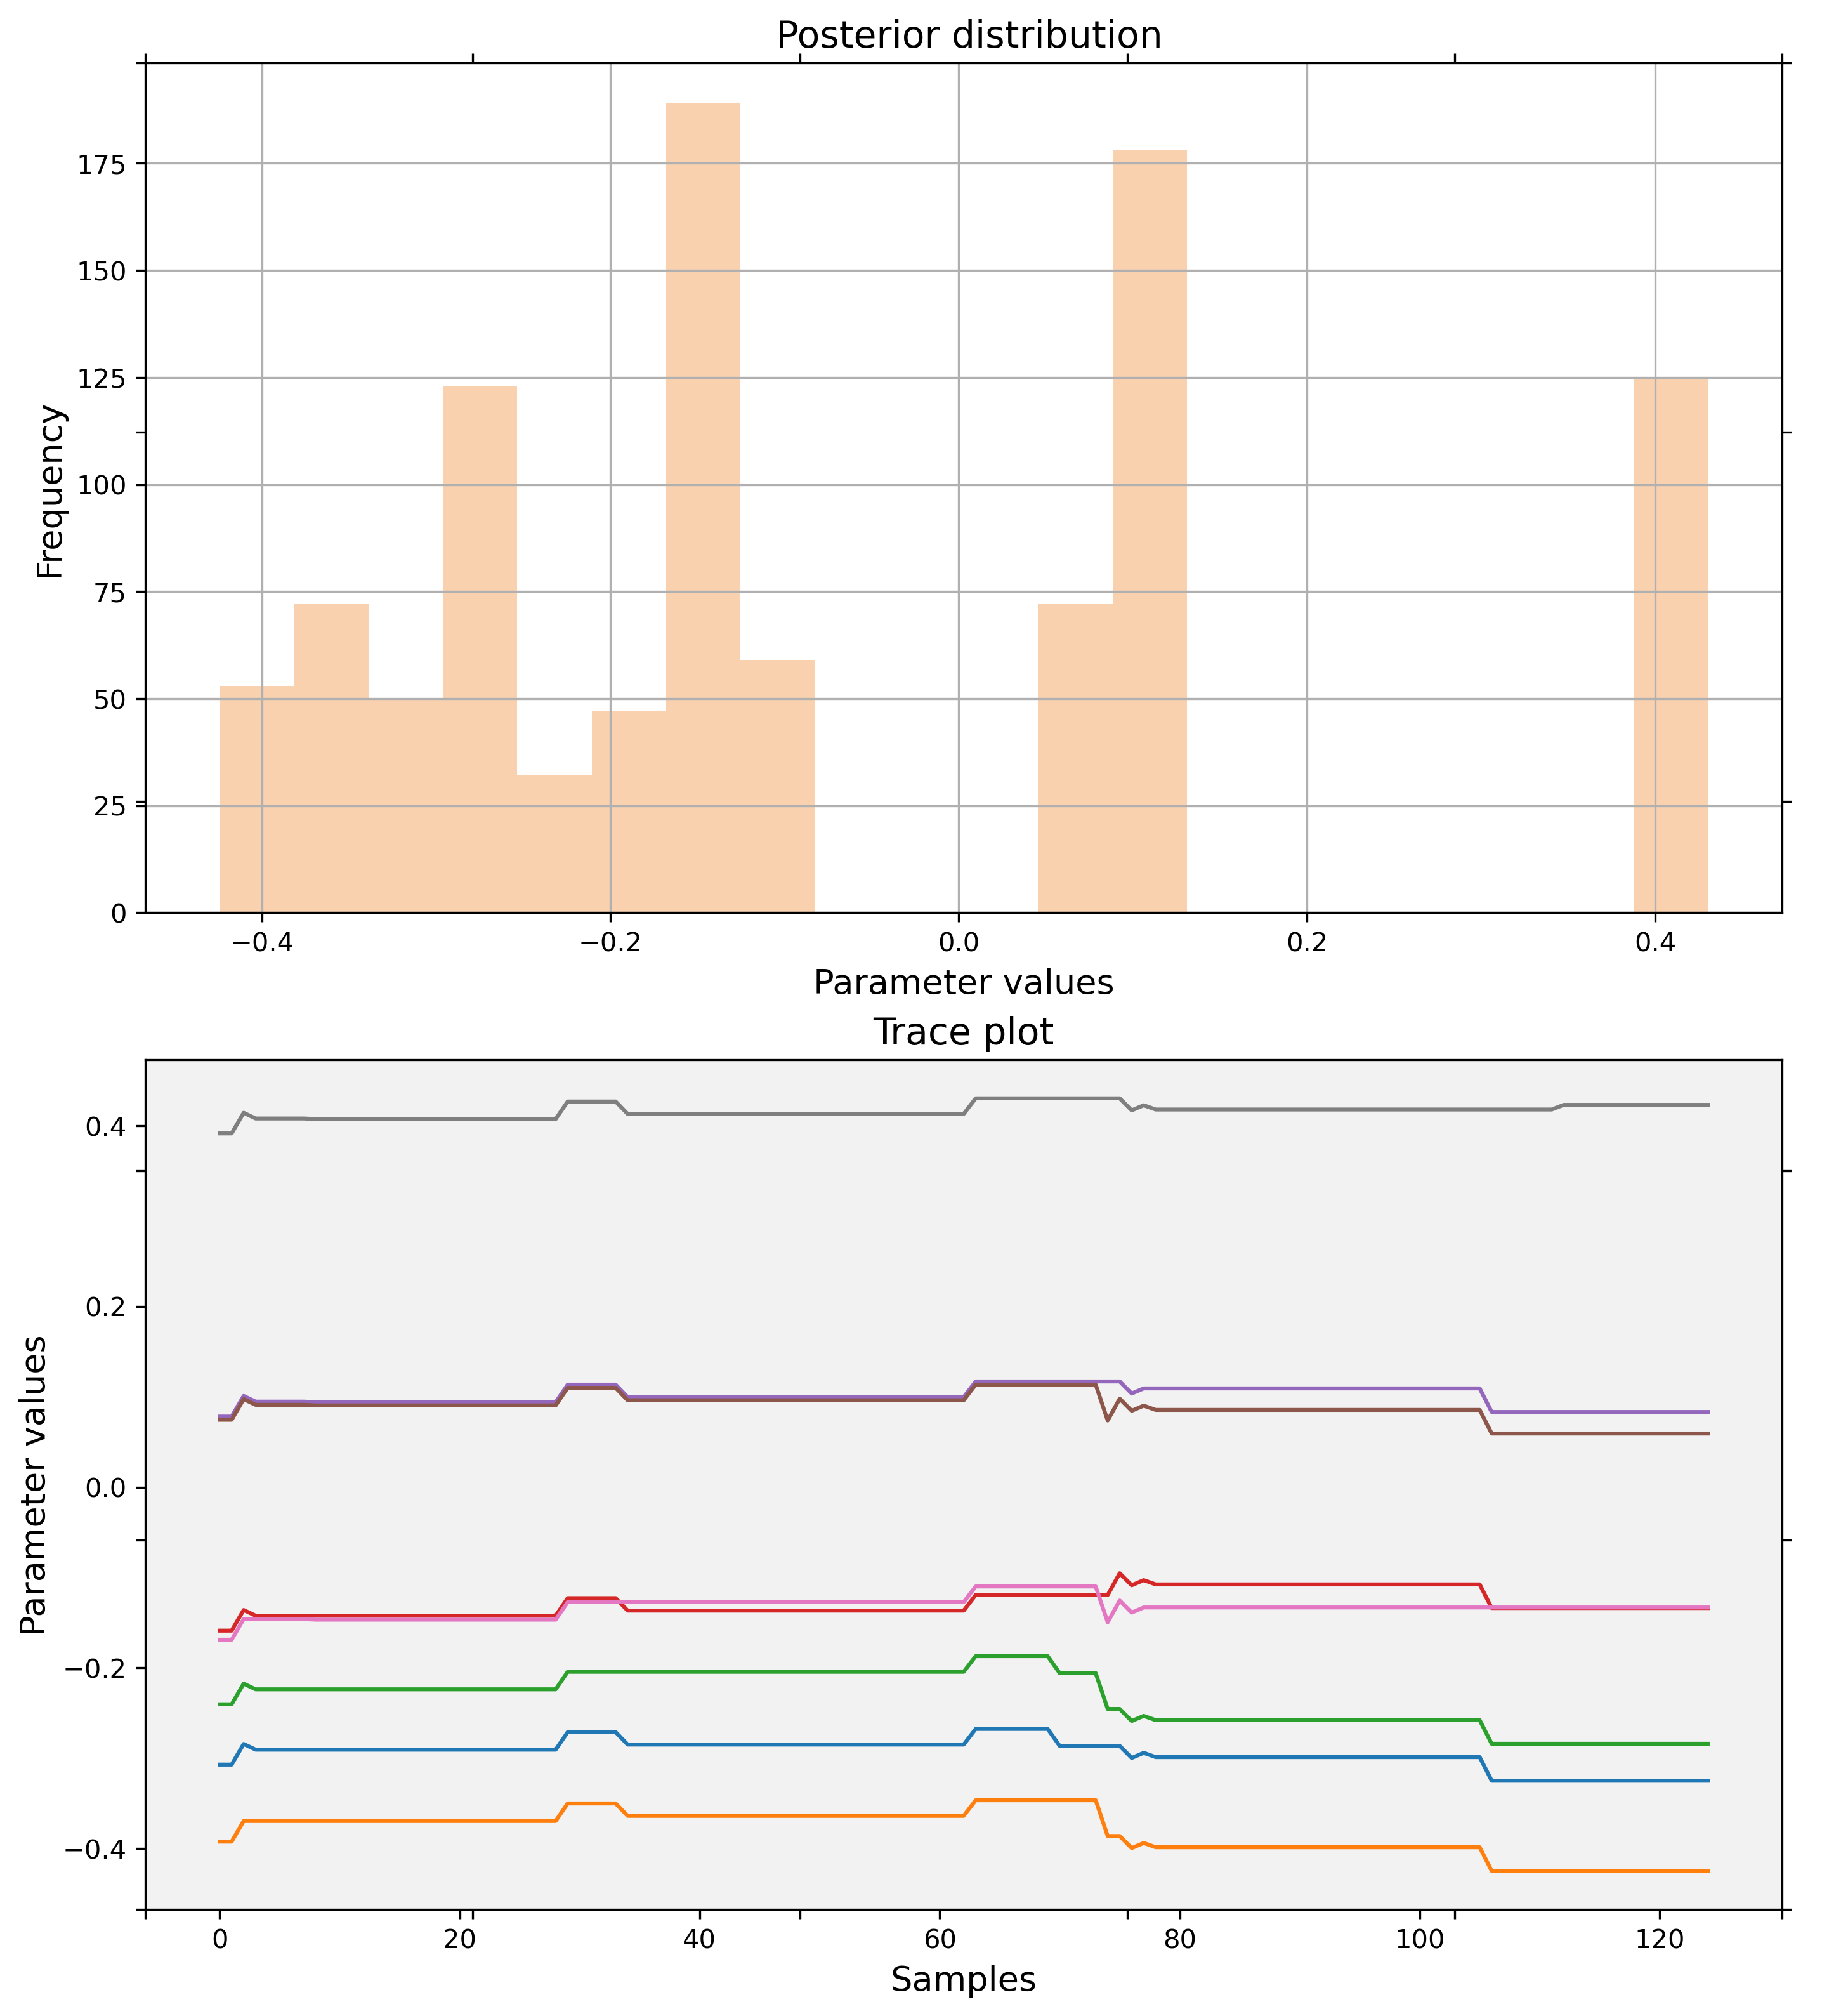 Posterior distribution
175
150
125
100
75
50
25
0
Frequency
−0.4 −0.2 0.0 0.2 0.4
Parameter values
Trace plot
0.4
0.2
0.0
−0.2
−0.4
Parameter values
0 20 40 60 80 100 120
Samples